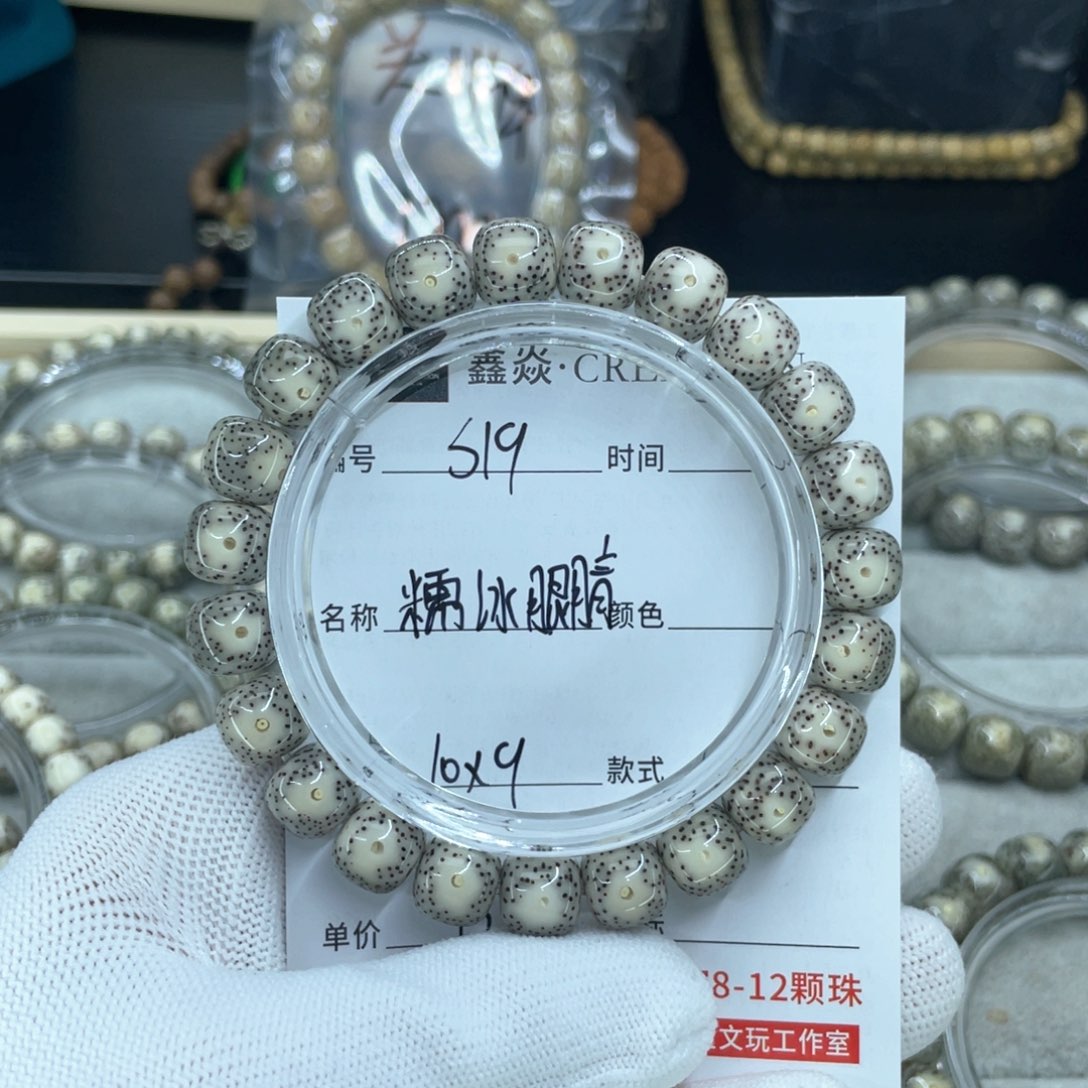 鑫焱·CRE
号 519 时间
名称 糯冰眼睛 颜色
10x9 款式
单价
8-12颗珠
文玩工作室